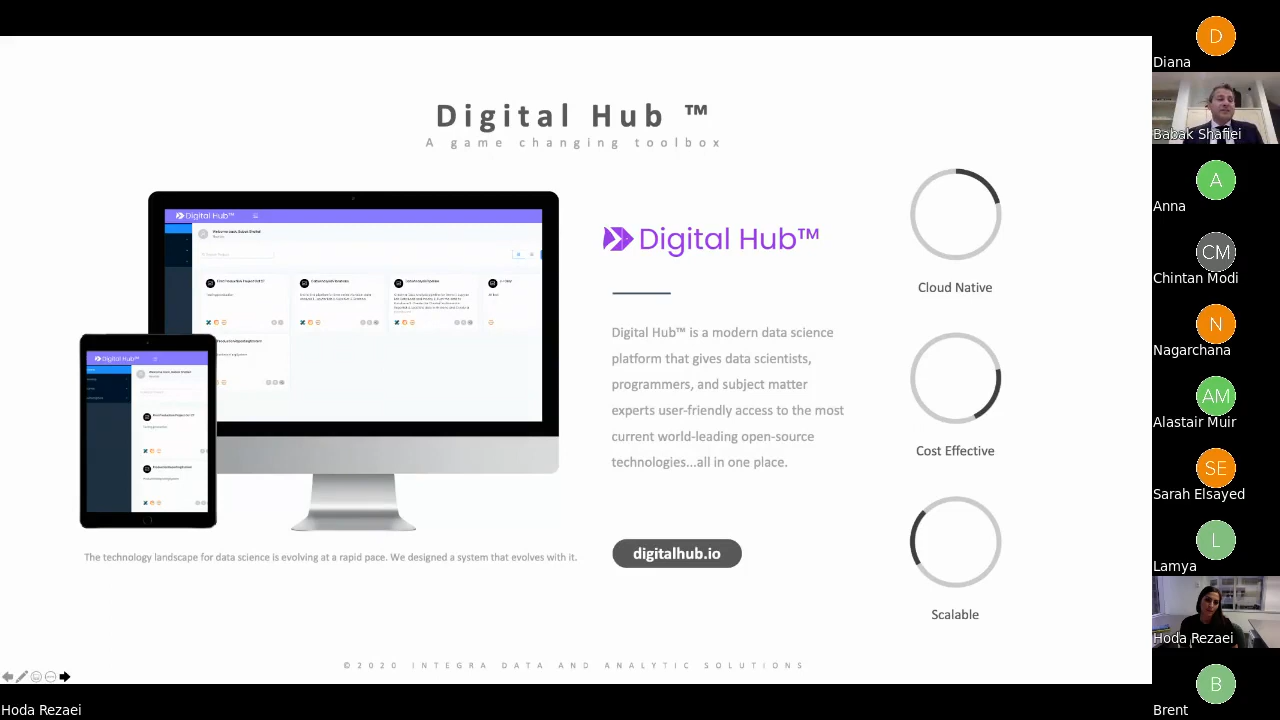 Digital Hub ™
A game changing toolbox
Digital Hub™
Digital Hub™
Digital Hub™
Digital Hub™ is a modern data science
platform that gives data scientists,
programmers, and subject matter
experts user-friendly access to the most
current world-leading open-source
technologies...all in one place.
digitalhub.io
The technology landscape for data science is evolving at a rapid pace. We designed a system that evolves with it.
Cloud Native
Cost Effective
Scalable
©2020 INTEGRA DATA AND ANALYTIC SOLUTIONS
Hoda Rezaei
D
Diana
Babak Shafiei
A
Anna
CM
Chintan Modi
N
Nagarchana
AM
Alastair Muir
SE
Sarah Elsayed
L
Lamya
Hoda Rezaei
B
Brent